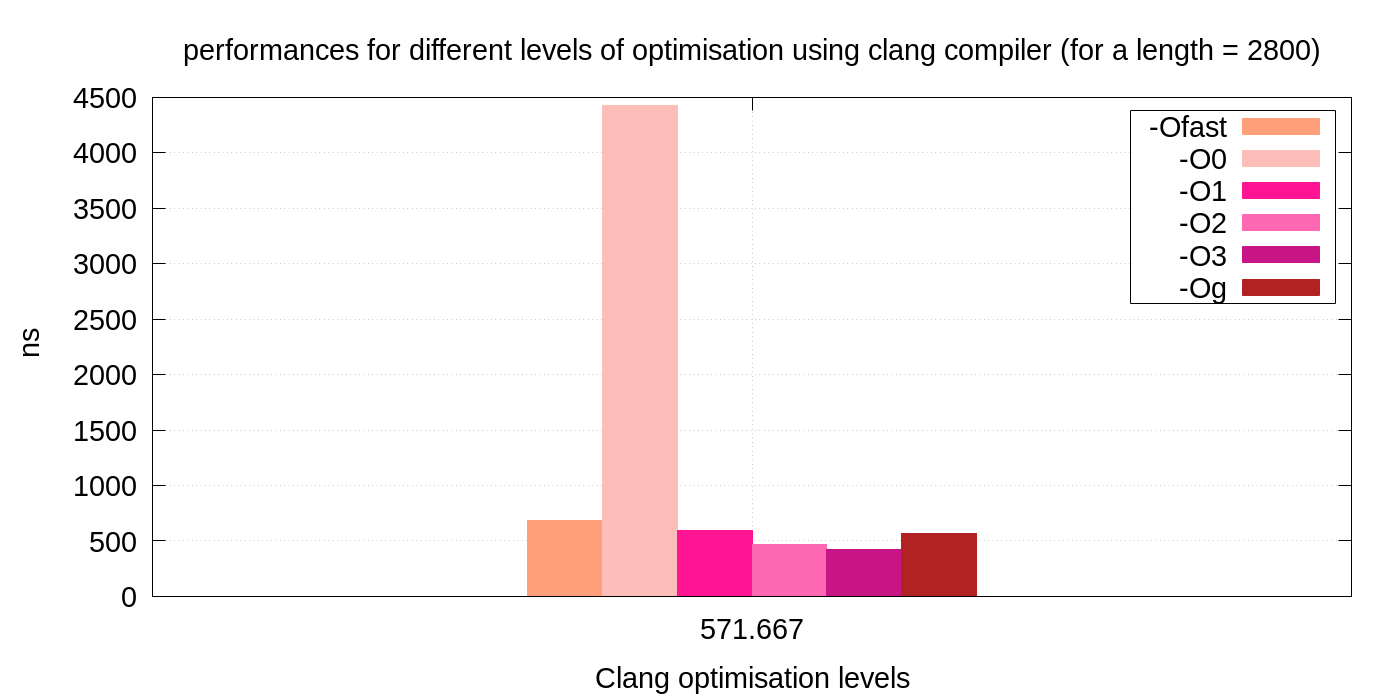 performances for different levels of optimisation using clang compiler (for a length = 2800)
4500
4000
3500
3000
2500
2000
1500
1000
500
0
ns
-Ofast
-O0
-O1
-O2
-O3
-Og
571.667
Clang optimisation levels